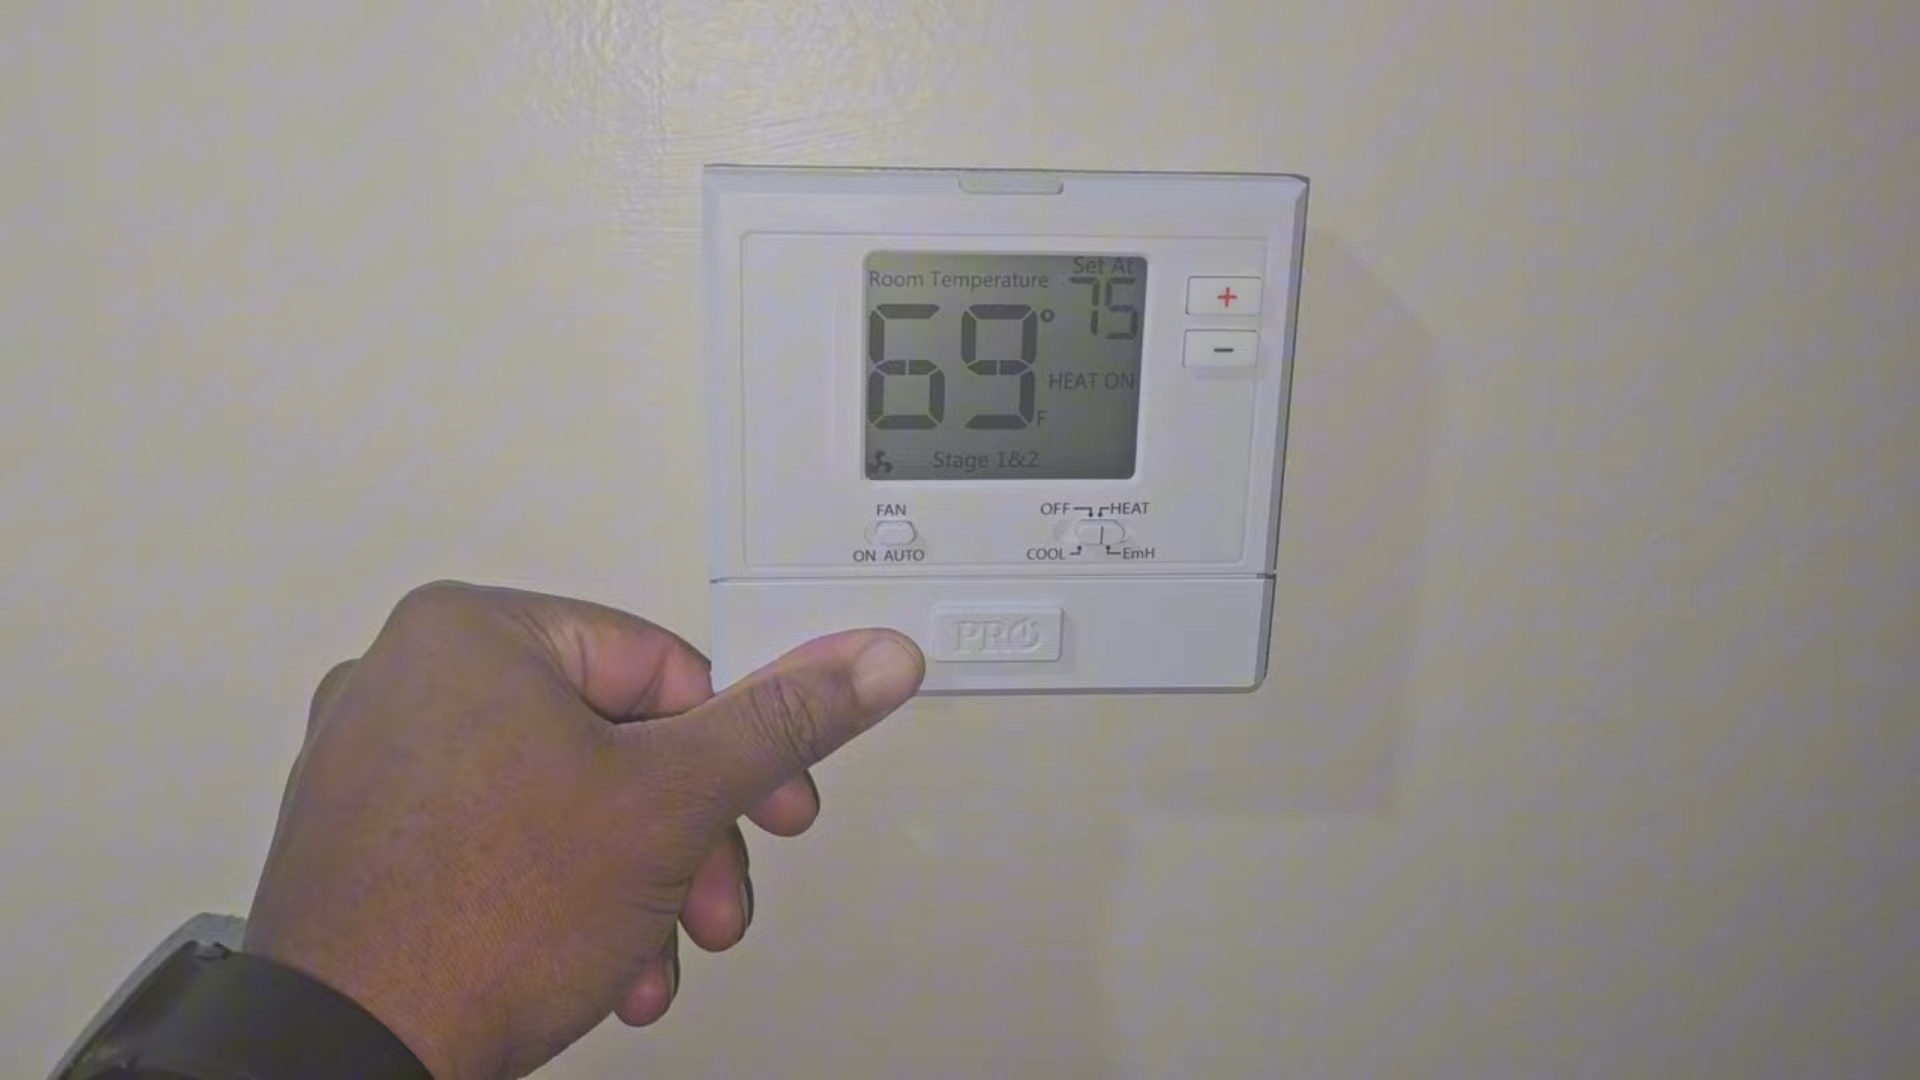 Set At
Room Temperature
75
69°
HEAT ON
F
Stage 1&2
+
-
FAN
ON AUTO
OFF HEAT
COOL EmH
PRO